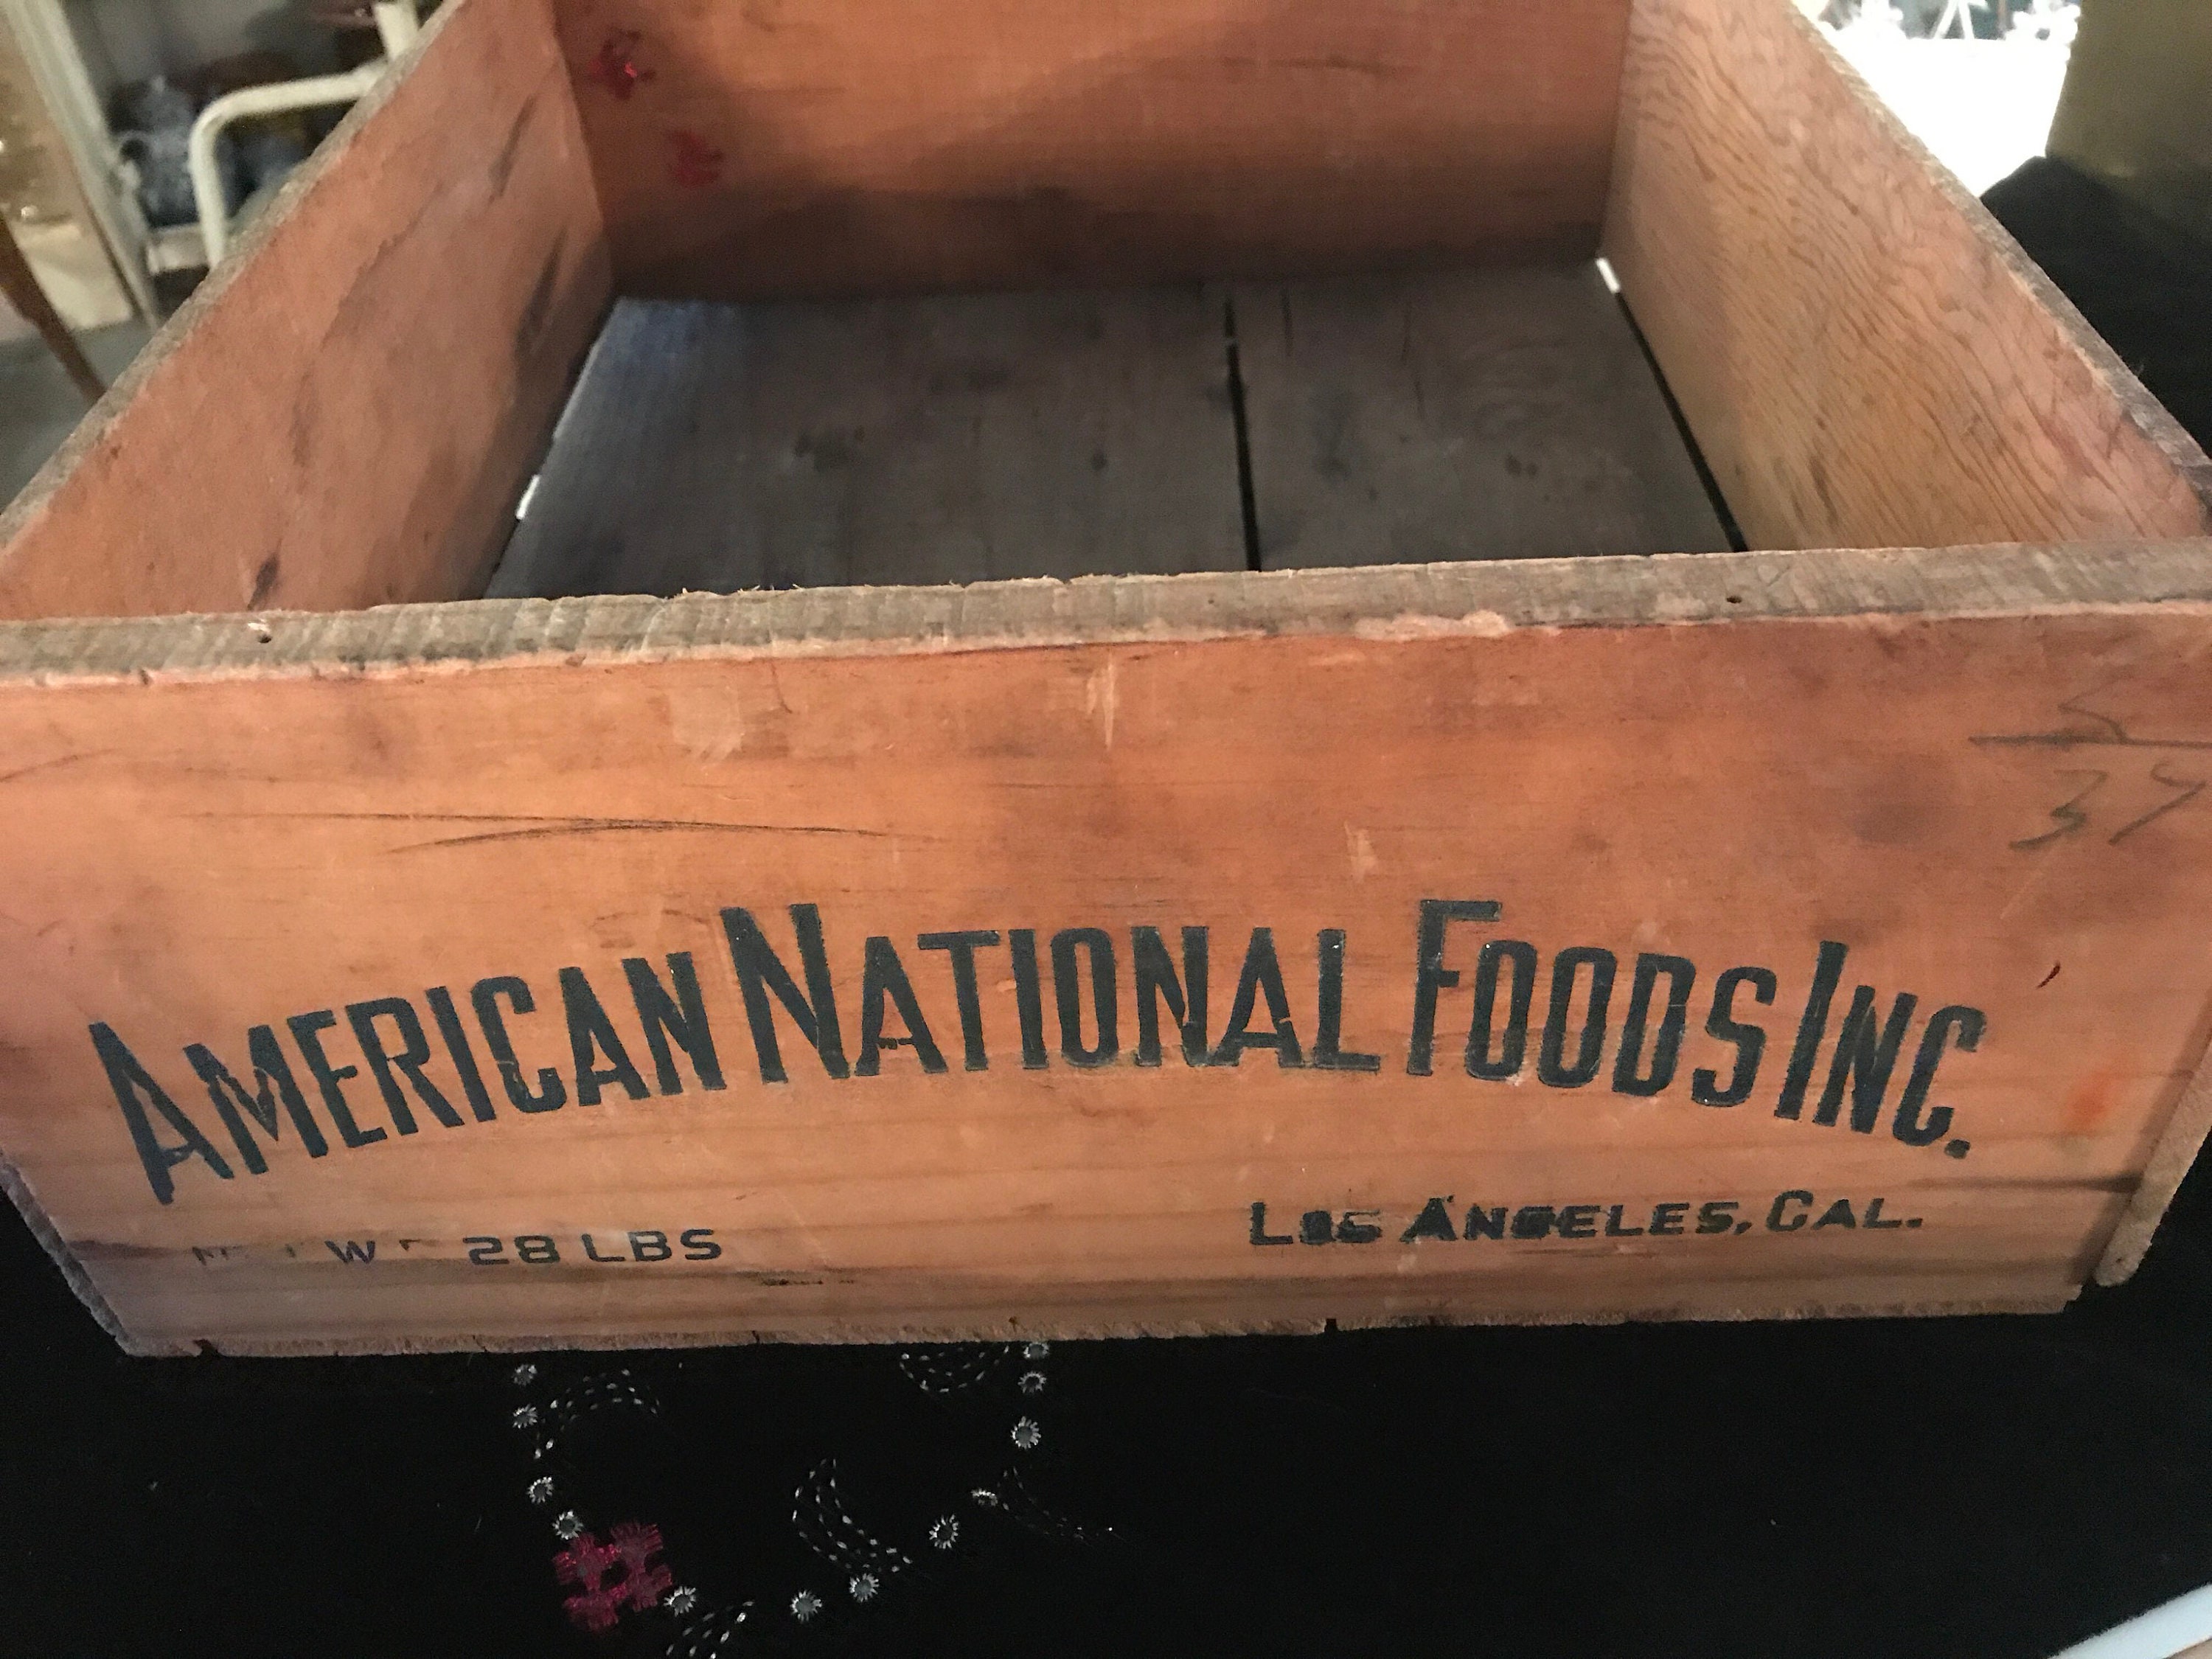 AMERICAN NATIONAL FOODS INC.
28 LBS
LOS ANGELES, CAL.